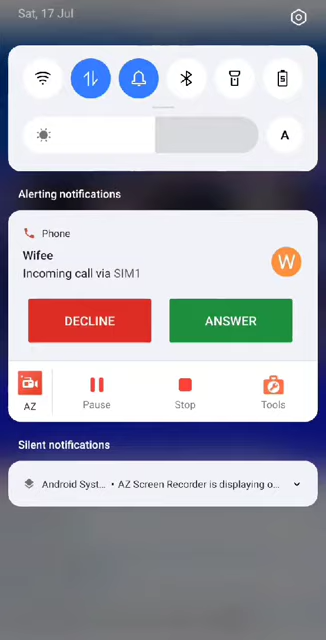 Sat, 17 Jul
A
Alerting notifications
Phone
Wifee
W
Incoming call via SIM1
DECLINE
ANSWER
AZ
Pause
Stop
Tools
Silent notifications
Android Syst... • AZ Screen Recorder is displaying o...